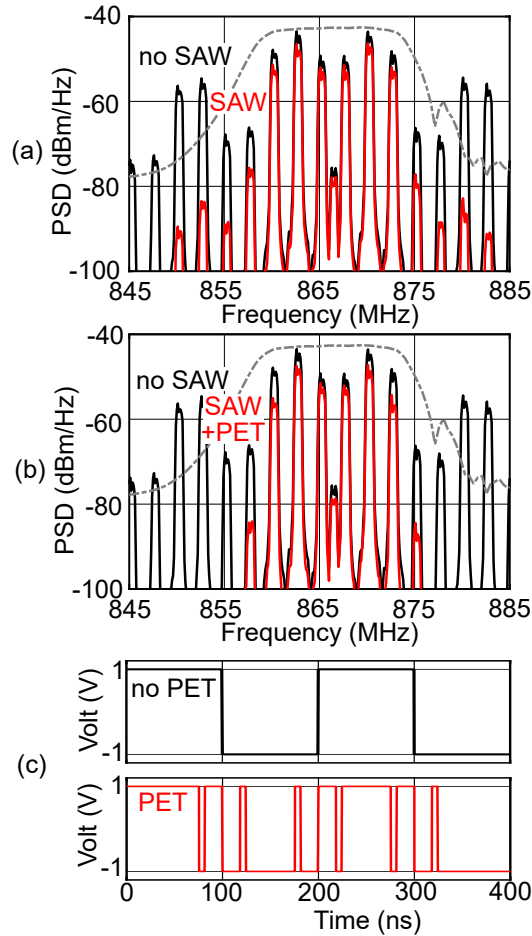 -40
no SAW
SAW
-60
(a)
PSD (dBm/Hz)
-80
-100
845 855 865 875 885
Frequency (MHz)
-40
no SAW
SAW
+PET
-60
(b)
PSD (dBm/Hz)
-80
-100
845 855 865 875 885
Frequency (MHz)
1
no PET
Volt (V)
-1
(c)
1
PET
Volt (V)
-1
0 100 200 300 400
Time (ns)